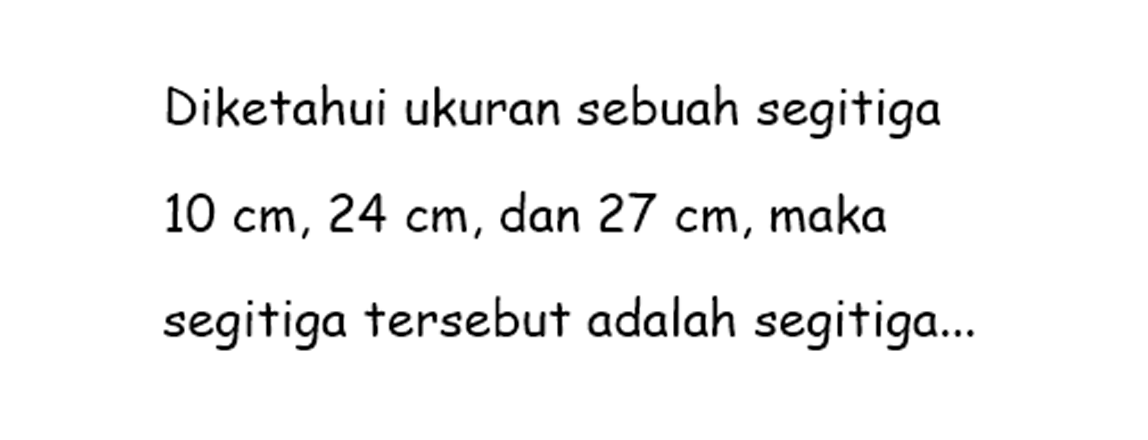 Diketahui ukuran sebuah segitiga
10 cm, 24 cm, dan 27 cm, maka
segitiga tersebut adalah segitiga...